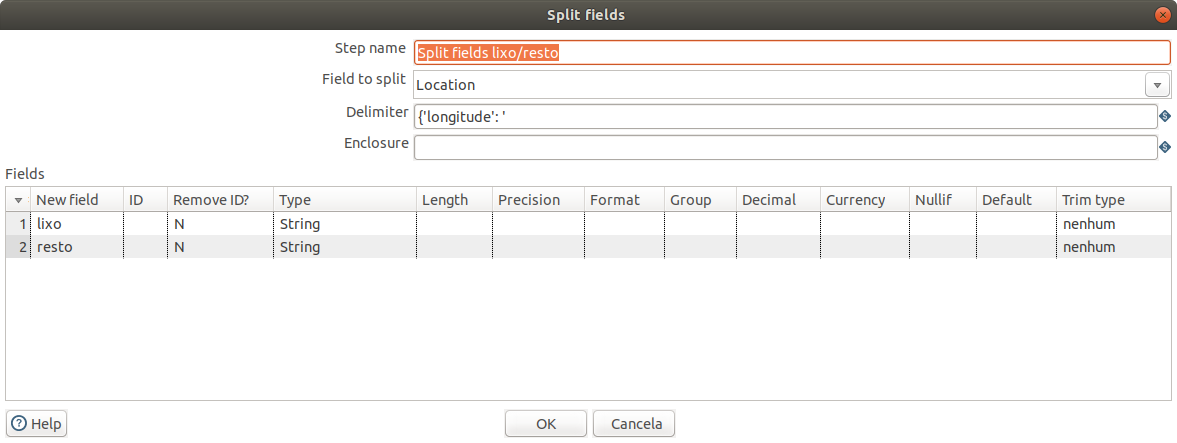 Split fields
Step name Split fields lixo/resto
Field to split Location
Delimiter {'longitude': '
Enclosure
Fields
New field ID Remove ID? Type Length Precision Format Group Decimal Currency Nullif Default Trim type
1 lixo N String nenhum
2 resto N String nenhum
Help OK Cancela